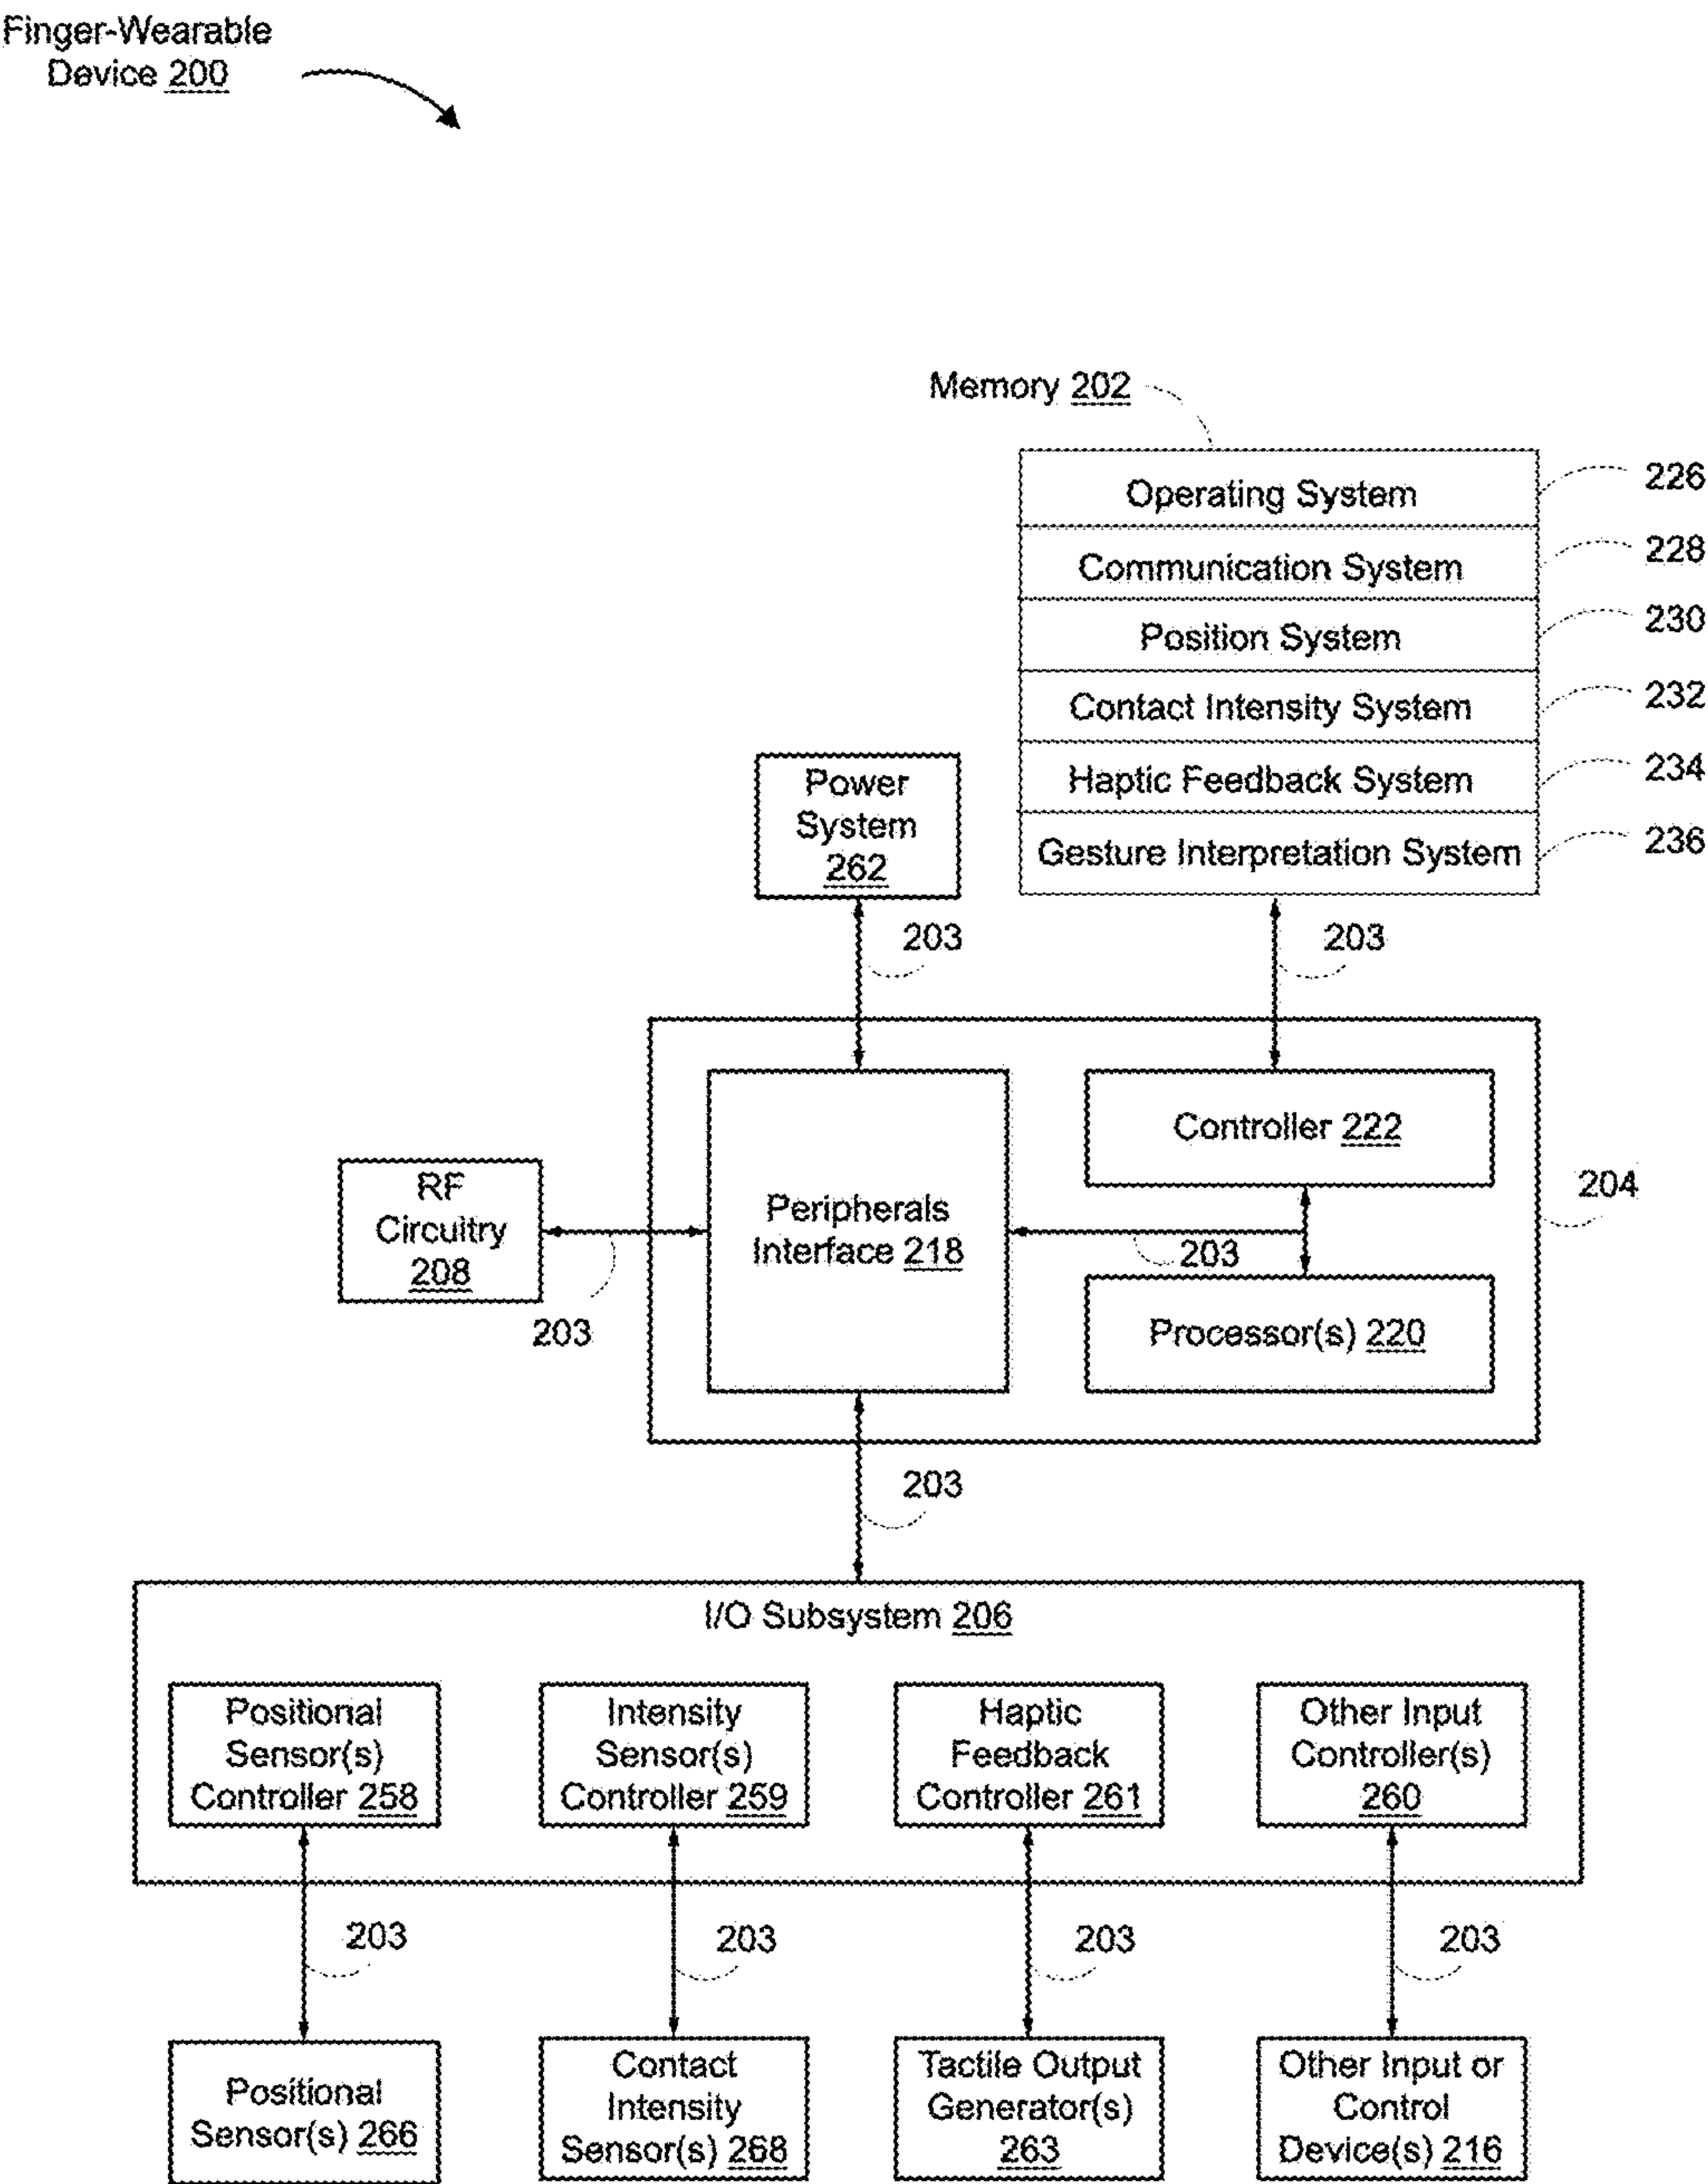 Finger-Wearable
Device 200
Memory 202
Operating System
226
Communication System
228
Position System
230
Contact Intensity System
232
Haptic Feedback System
234
Gesture Interpretation System
236
Power
System
262
203
203
Controller 222
204
RF
Circuitry
208
Peripherals
Interface 218
203
203
Processor(s) 220
203
I/O Subsystem 206
Positional
Sensor(s)
Controller 258
Intensity
Sensor(s)
Controller 259
Haptic
Feedback
Controller 261
Other Input
Controller(s)
260
203
203
203
203
Positional
Sensor(s) 266
Contact
Intensity
Sensor(s) 268
Tactile Output
Generator(s)
263
Other Input or
Control
Device(s) 216